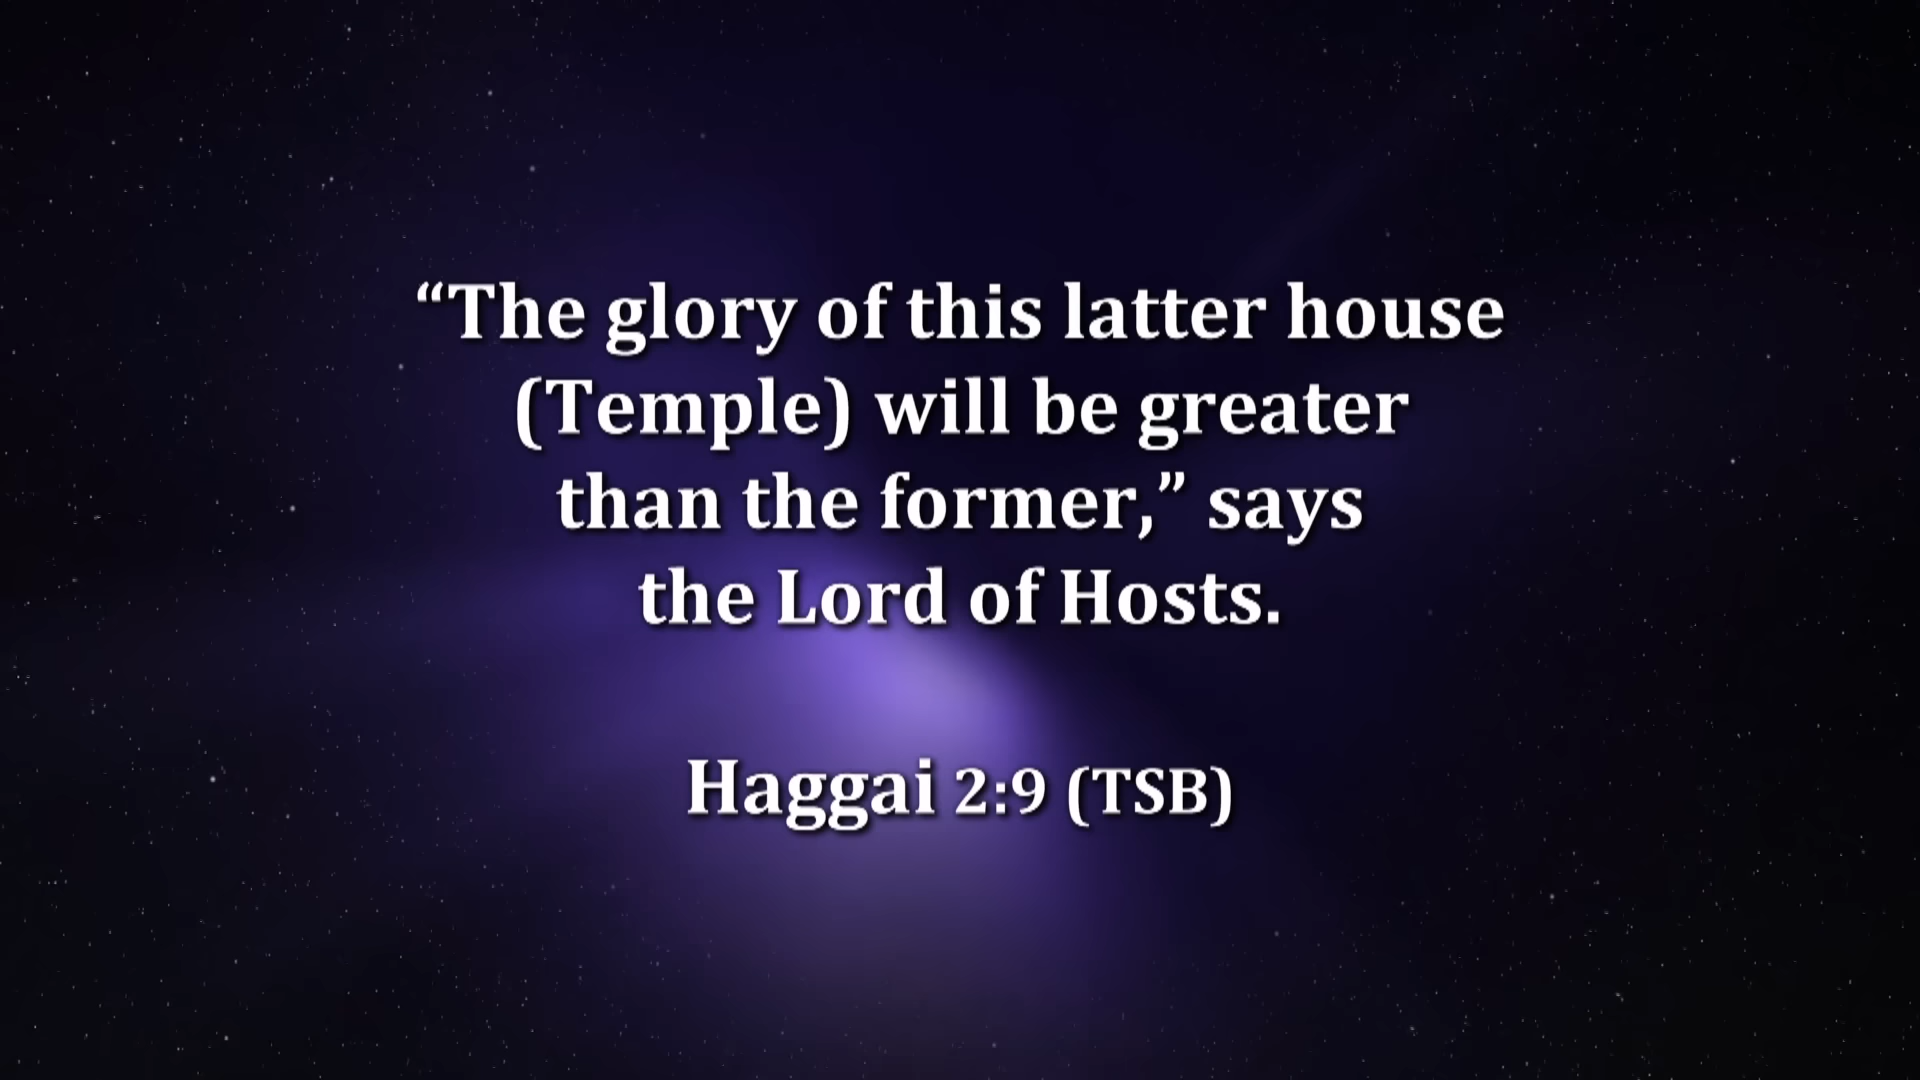 “The glory of this latter house
(Temple) will be greater
than the former,” says
the Lord of Hosts.
Haggai 2:9 (TSB)